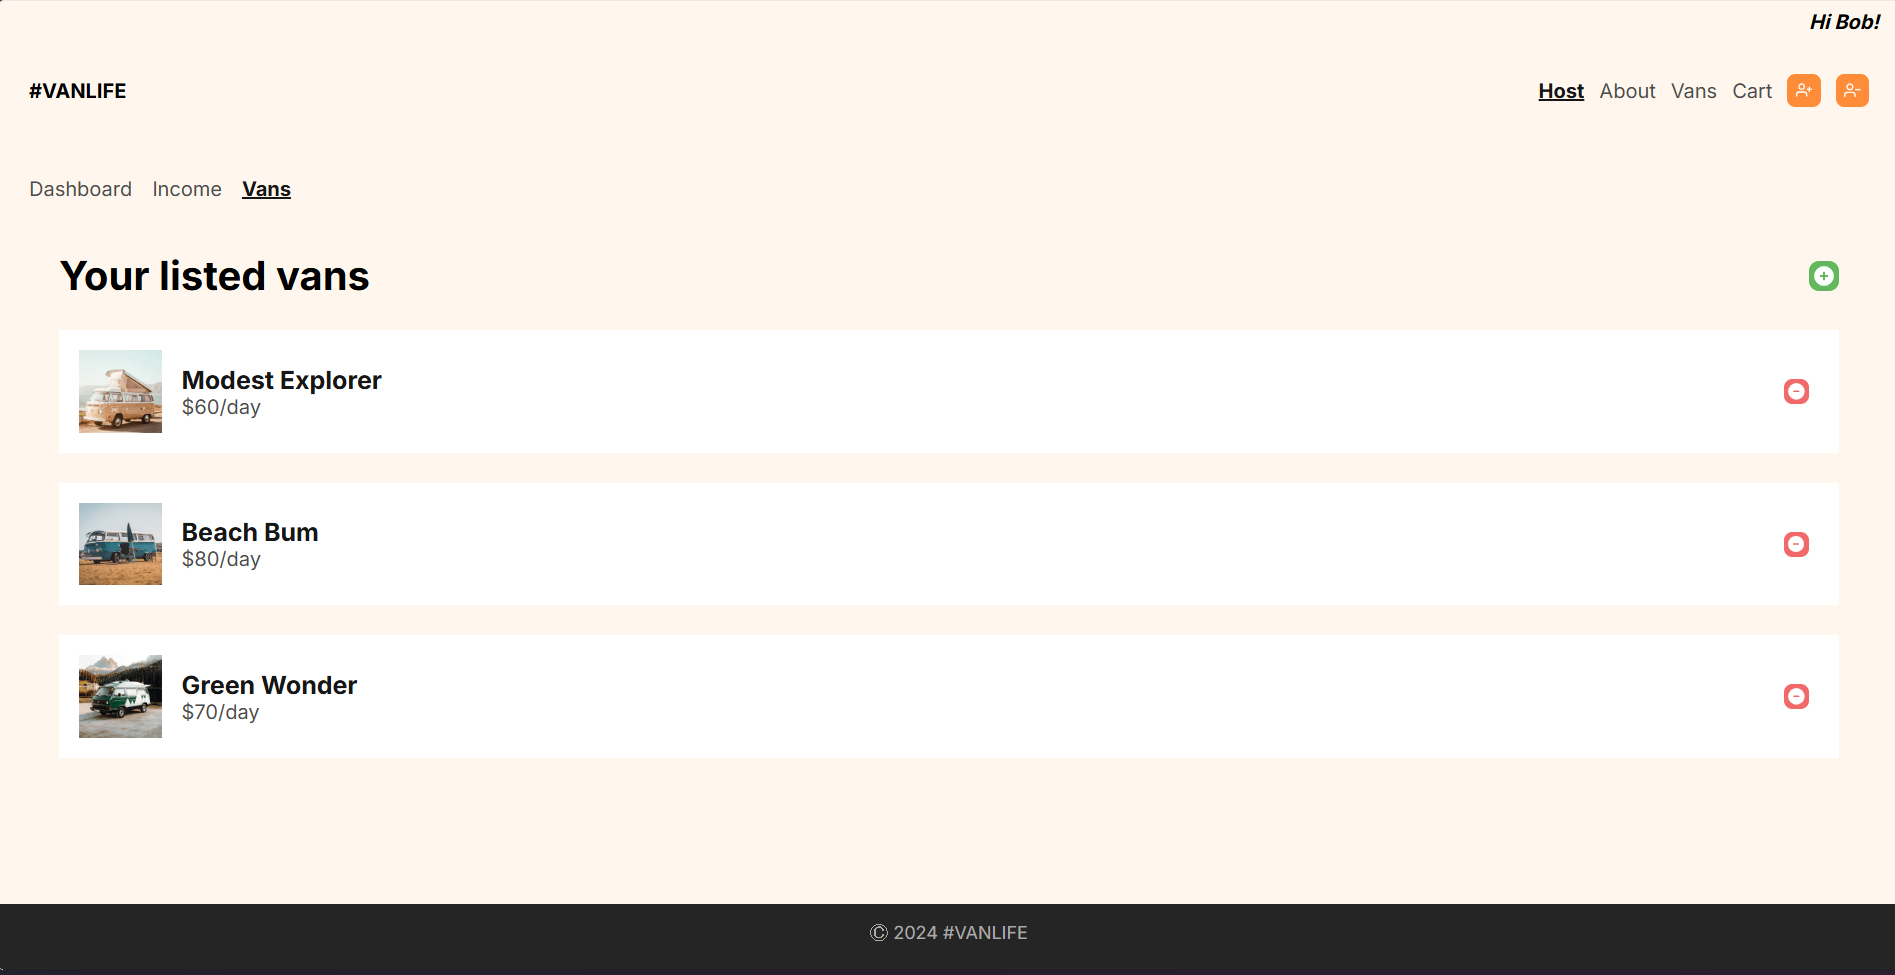 Hi Bob!
#VANLIFE
Host About Vans Cart
Dashboard Income Vans
Your listed vans
Modest Explorer
$60/day
Beach Bum
$80/day
Green Wonder
$70/day
Ⓒ 2024 #VANLIFE